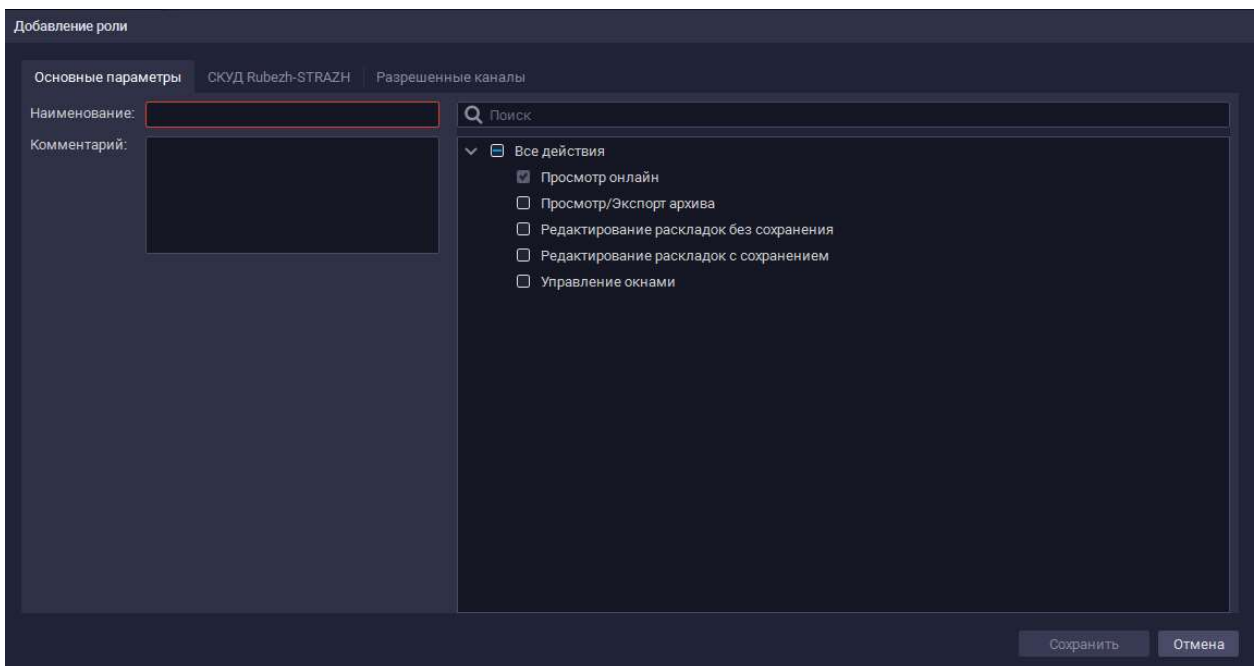 Добавление роли
Основные параметры СКУД Rubezh-STRAZH Разрешенные каналы
Наименование:
Поиск
Комментарий:
Все действия
Просмотр онлайн
Просмотр/Экспорт архива
Редактирование раскладок без сохранения
Редактирование раскладок с сохранением
Управление окнами
Сохранить Отмена